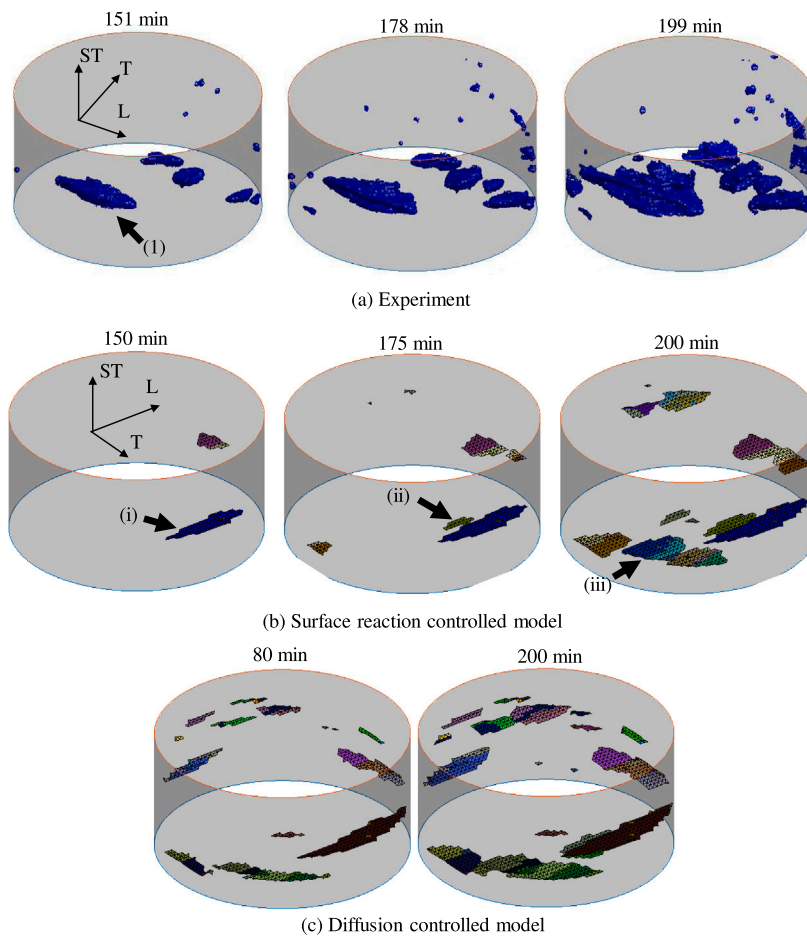 151 min 178 min 199 min
ST
T
L
(1)
(a) Experiment
150 min 175 min 200 min
ST
L
T
(i)
(ii)
(iii)
(b) Surface reaction controlled model
80 min 200 min
(c) Diffusion controlled model